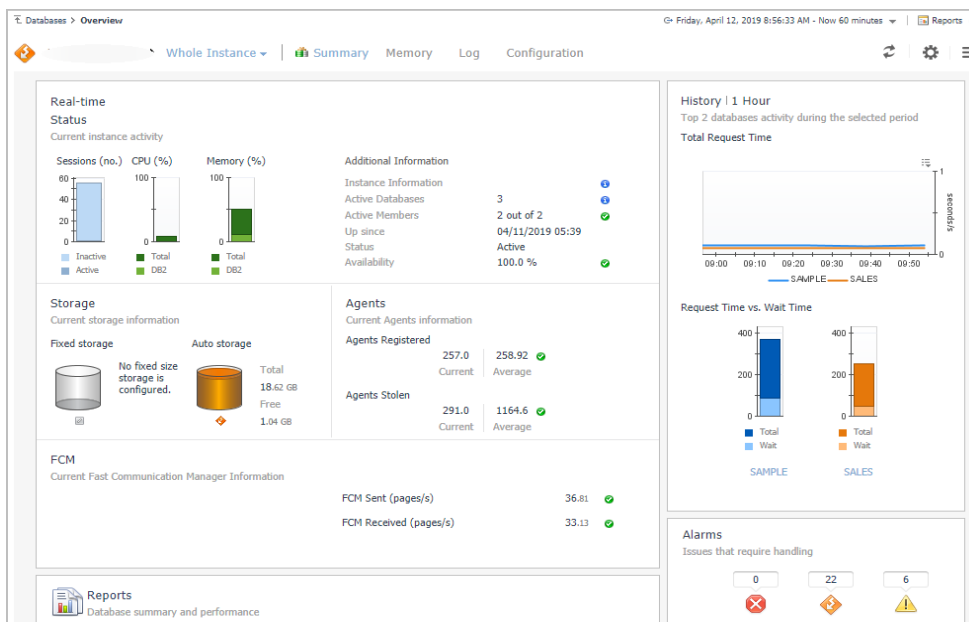 Databases > Overview
Friday, April 12, 2019 8:56:33 AM - Now 60 minutes
Reports
Whole Instance
Summary
Memory
Log
Configuration
Real-time
Status
Current instance activity
Sessions (no.)
CPU (%)
Memory (%)
60
40
20
0
100
0
100
0
Inactive
Active
Total
DB2
Total
DB2
Additional Information
Instance Information
Active Databases 3
Active Members 2 out of 2
Up since 04/11/2019 05:39
Status Active
Availability 100.0 %
Storage
Current storage information
Fixed storage
No fixed size
storage is
configured.
Auto storage
Total
18.62 GB
Free
1.04 GB
Agents
Current Agents information
Agents Registered
257.0 258.92
Current Average
Agents Stolen
291.0 1164.6
Current Average
FCM
Current Fast Communication Manager Information
FCM Sent (pages/s) 36.81
FCM Received (pages/s) 33.13
Reports
Database summary and performance
History | 1 Hour
Top 2 databases activity during the selected period
Total Request Time
1
0
seconds/s
09:00 09:10 09:20 09:30 09:40 09:50
SAMPLE SALES
Request Time vs. Wait Time
400
200
0
400
200
0
Total
Wait
Total
Wait
SAMPLE
SALES
Alarms
Issues that require handling
0 22 6